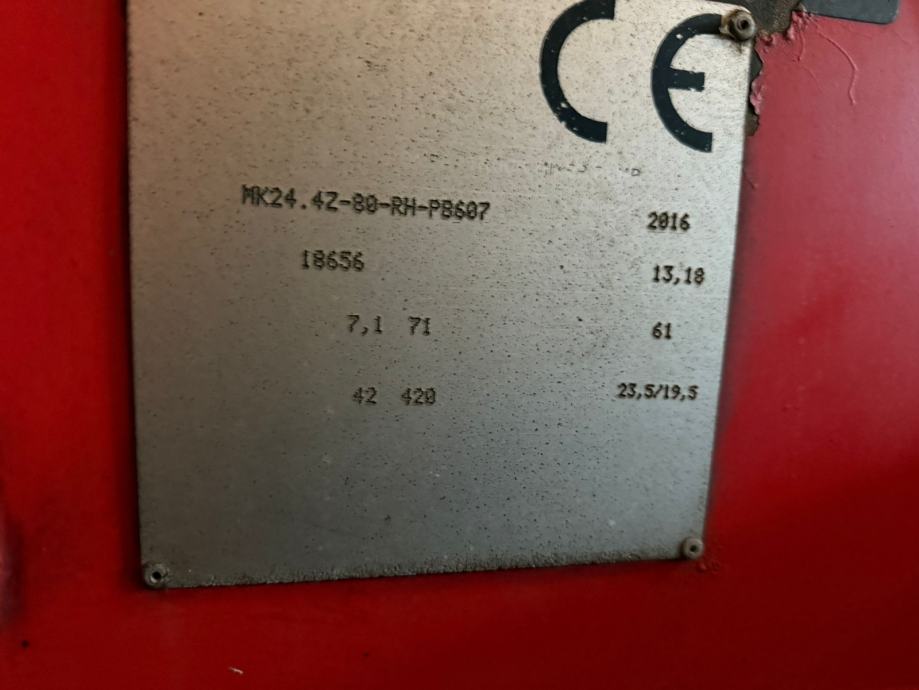 CE
MK24.4Z-80-RH-P8607 2016
18656 13,18
7,1 71 61
42 420 23,5/19,5